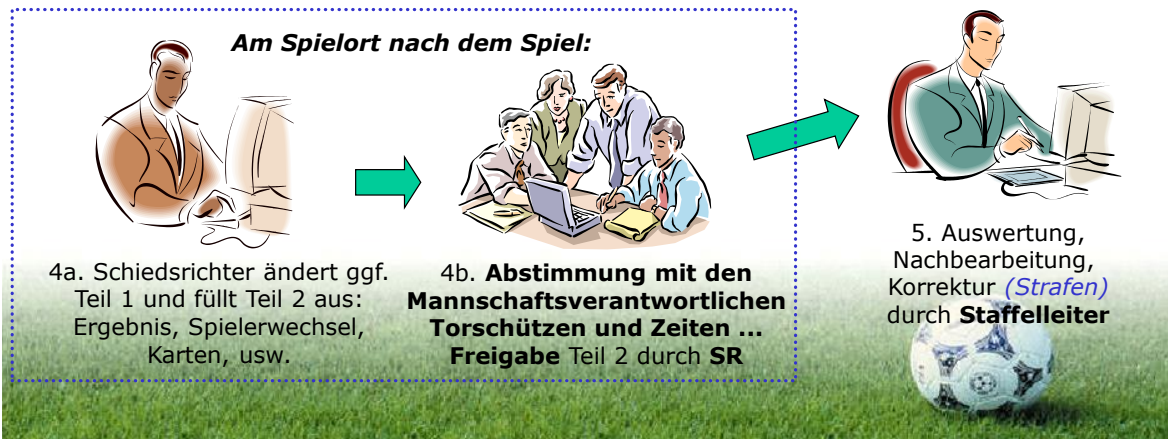 Am Spielort nach dem Spiel:
4a. Schiedsrichter ändert ggf.
Teil 1 und füllt Teil 2 aus:
Ergebnis, Spielerwechsel,
Karten, usw.
4b. Abstimmung mit den
Mannschaftsverantwortlichen
Torschützen und Zeiten ...
Freigabe Teil 2 durch SR
5. Auswertung,
Nachbearbeitung,
Korrektur (Strafen)
durch Staffelleiter